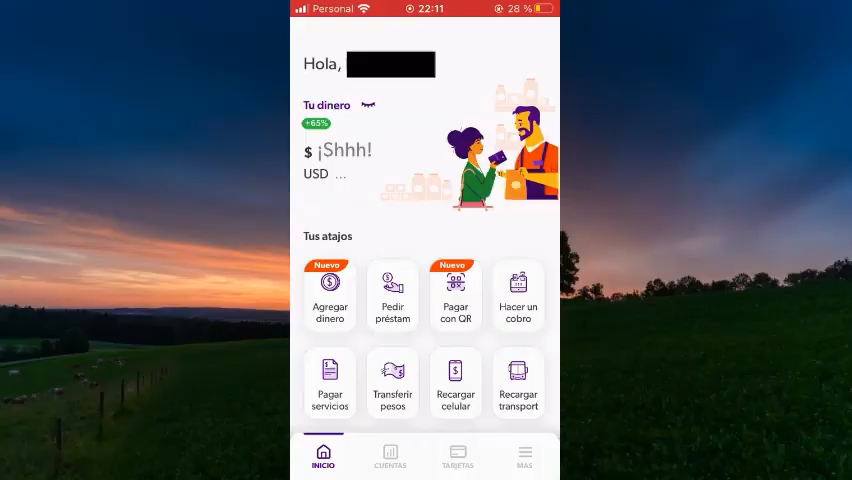 Personal 22:11 28 %
Hola,
Tu dinero
+65%
$ ¡Shhh!
USD ...
Tus atajos
Nuevo
Nuevo
Agregar dinero
Pedir préstam
Pagar con QR
Hacer un cobro
Pagar servicios
Transferir pesos
Recargar celular
Recargar transport
INICIO CUENTAS TARJETAS MAS